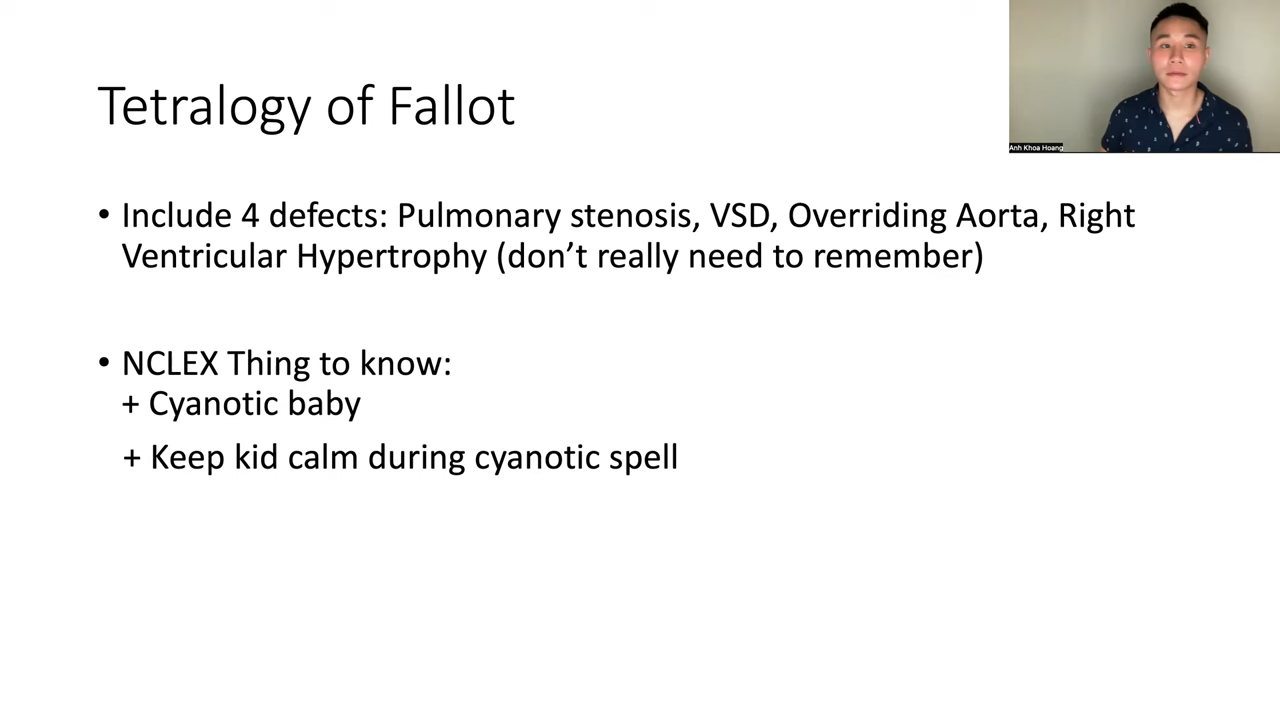 Tetralogy of Fallot
Anh Khoa Hoang
• Include 4 defects: Pulmonary stenosis, VSD, Overriding Aorta, Right
Ventricular Hypertrophy (don’t really need to remember)
• NCLEX Thing to know:
+ Cyanotic baby
+ Keep kid calm during cyanotic spell